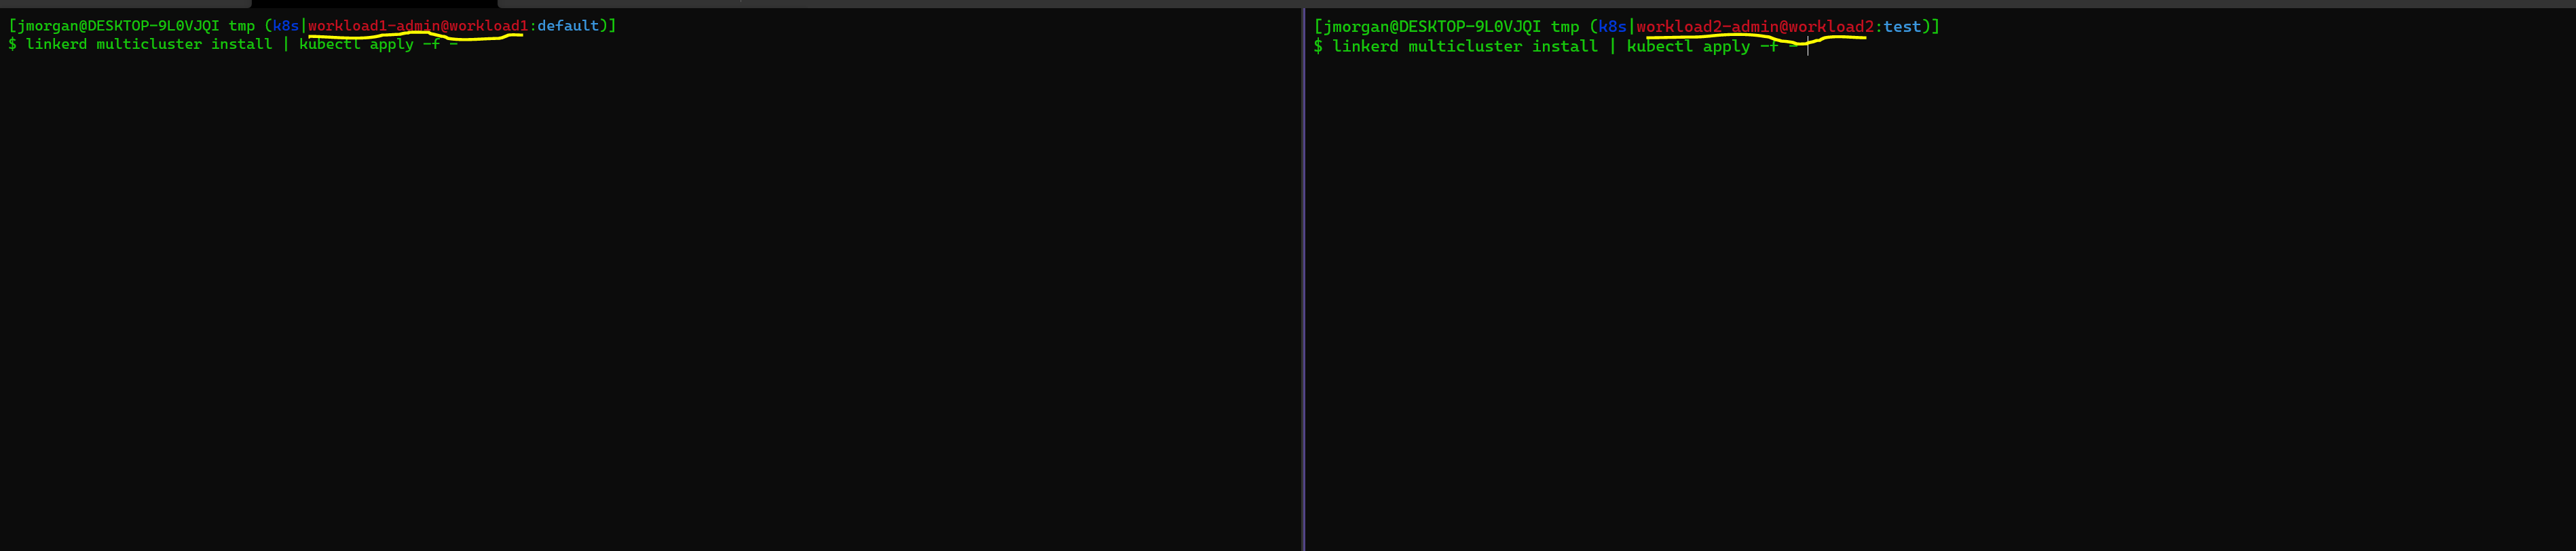 [jmorgan@DESKTOP-9L0VJQI tmp (k8s|workload1-admin@workload1:default)]
$ linkerd multicluster install | kubectl apply -f -
[jmorgan@DESKTOP-9L0VJQI tmp (k8s|workload2-admin@workload2:test)]
$ linkerd multicluster install | kubectl apply -f -